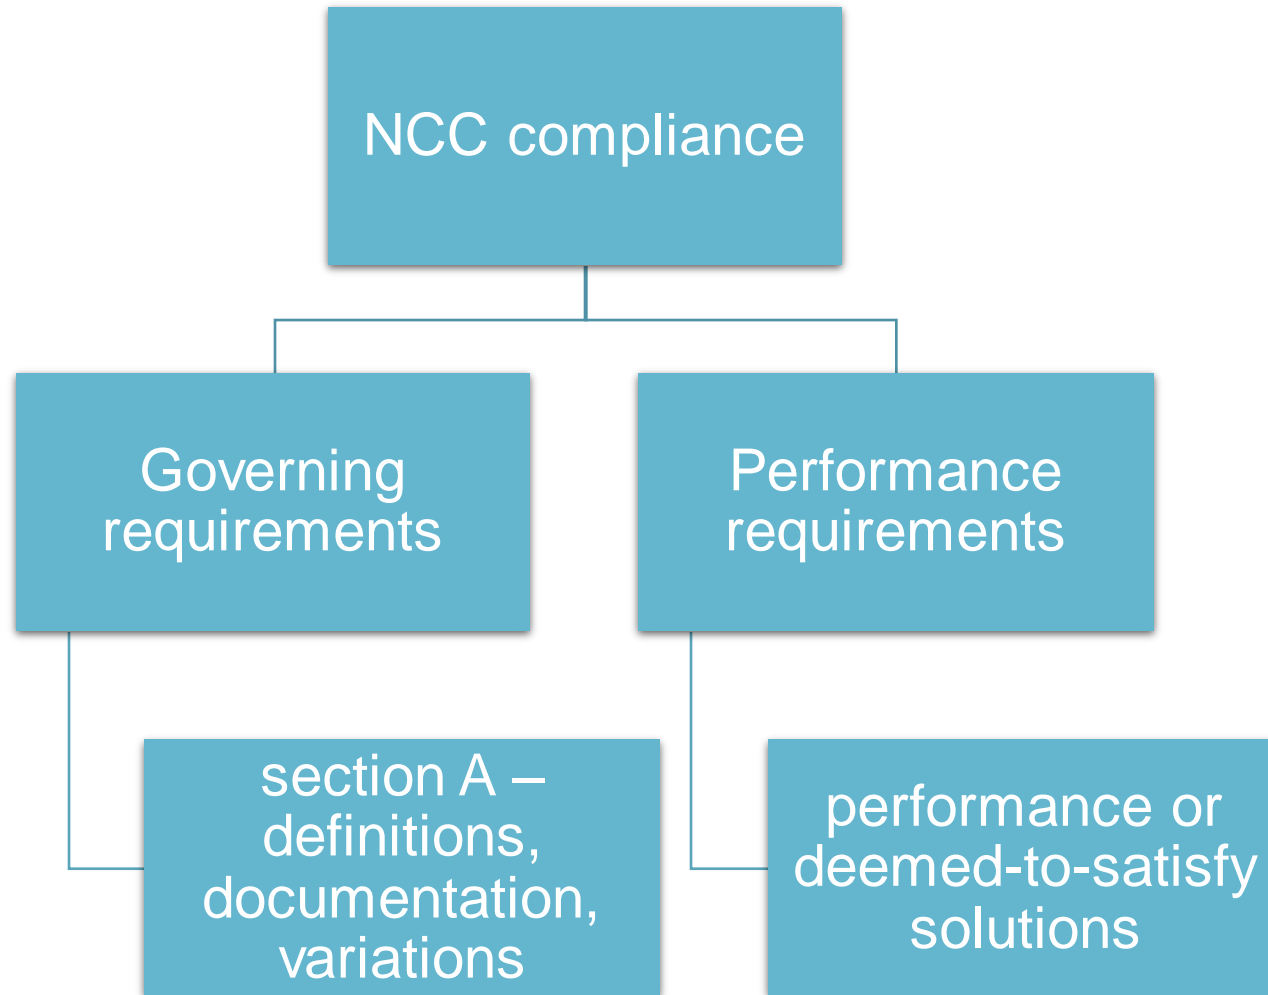 NCC compliance
Governing
requirements
Performance
requirements
section A –
definitions,
documentation,
variations
performance or
deemed-to-satisfy
solutions